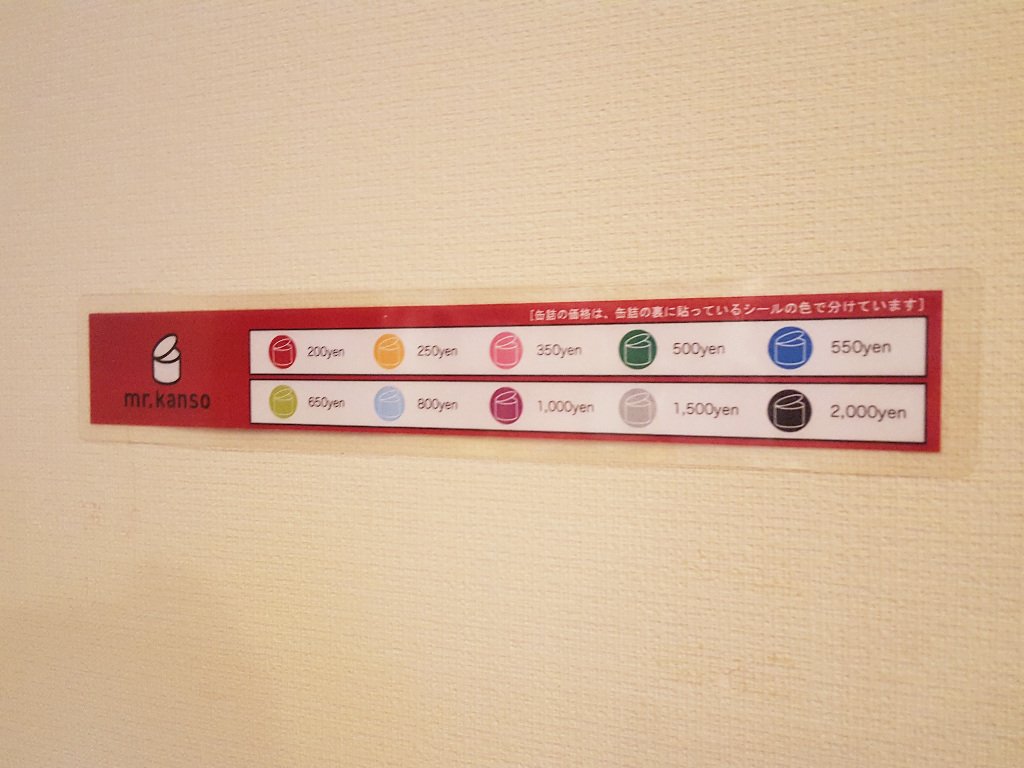 [缶詰の価格は、缶詰の裏に貼っているシールの色で分けています]
200yen 250yen 350yen 500yen 550yen
mr.kanso
650yen 800yen 1,000yen 1,500yen 2,000yen